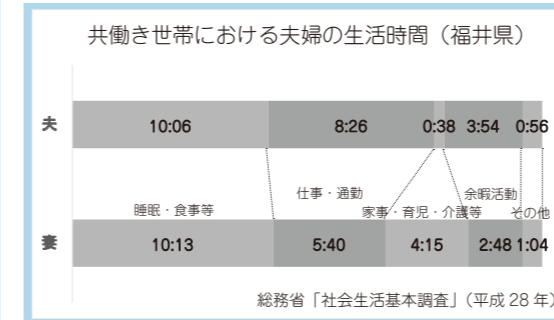 共働き世帯における夫婦の生活時間（福井県）
夫
10:06
8:26
0:38
3:54
0:56
睡眠・食事等
仕事・通勤
家事・育児・介護等
余暇活動
その他
妻
10:13
5:40
4:15
2:48
1:04
総務省「社会生活基本調査」（平成 28 年）